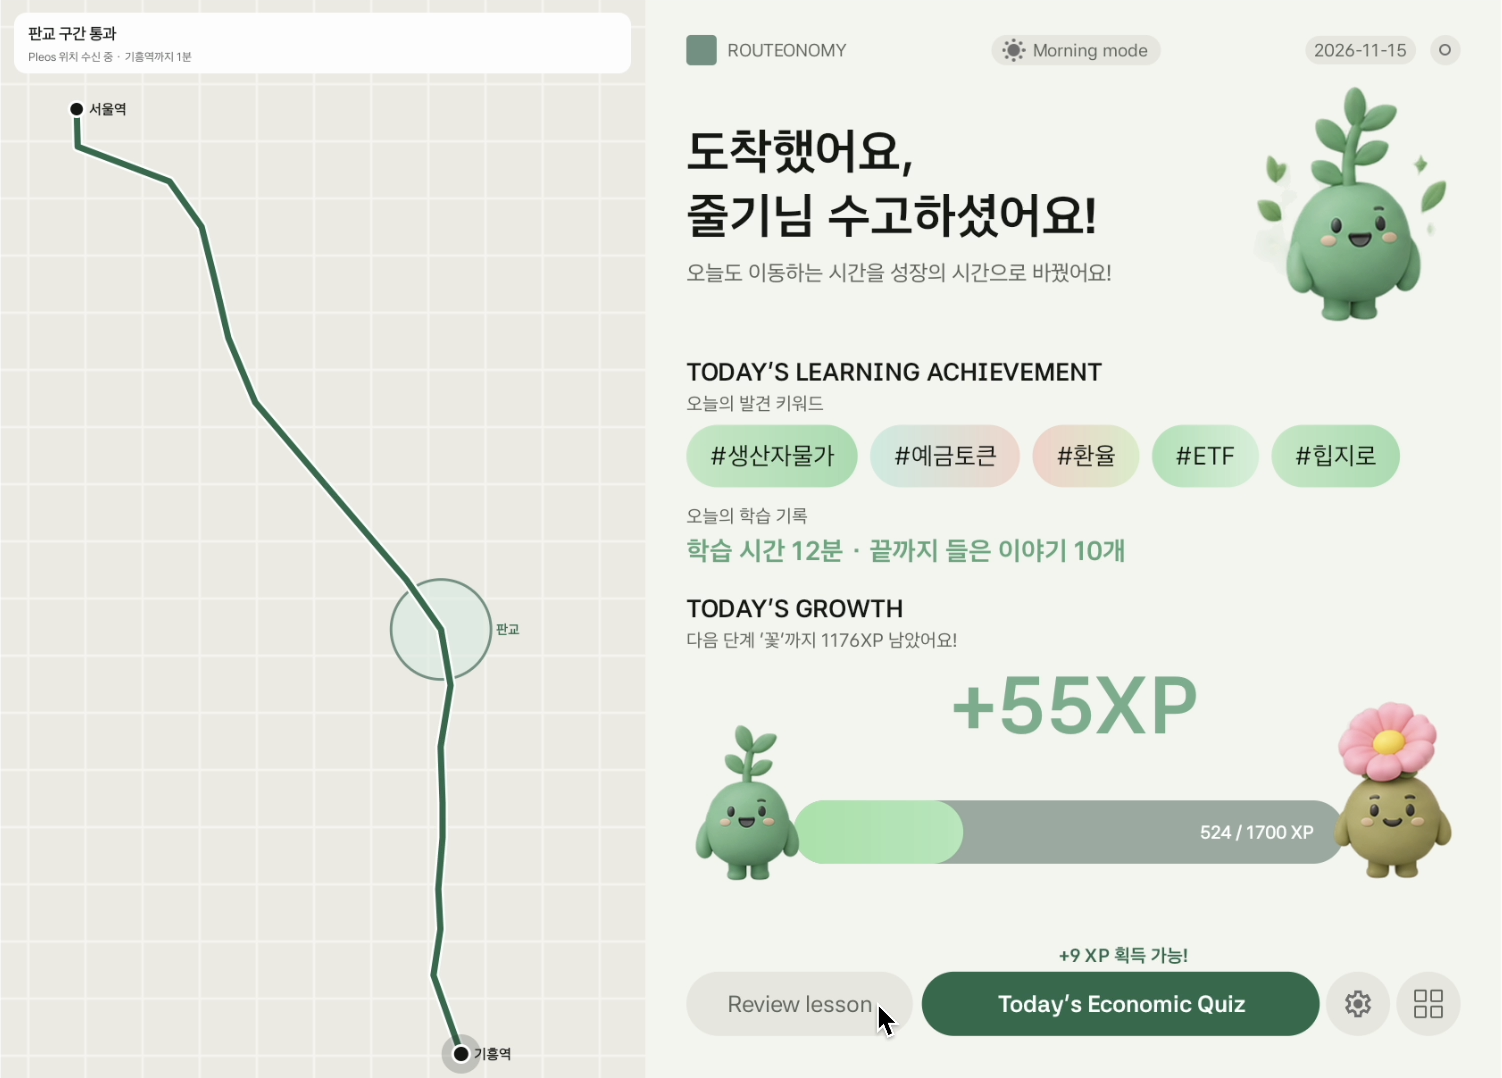 판교 구간 통과
Pleos 위치 수신 중 · 기흥역까지 1분
서울역
판교
기흥역
ROUTEONOMY
Morning mode
2026-11-15
도착했어요,
줄기님 수고하셨어요!
오늘도 이동하는 시간을 성장의 시간으로 바꿨어요!
TODAY'S LEARNING ACHIEVEMENT
오늘의 발견 키워드
#생산자물가
#예금토큰
#환율
#ETF
#힙지로
오늘의 학습 기록
학습 시간 12분 · 끝까지 들은 이야기 10개
TODAY'S GROWTH
다음 단계 '꽃'까지 1176XP 남았어요!
+55XP
524 / 1700 XP
+9 XP 획득 가능!
Review lesson
Today's Economic Quiz